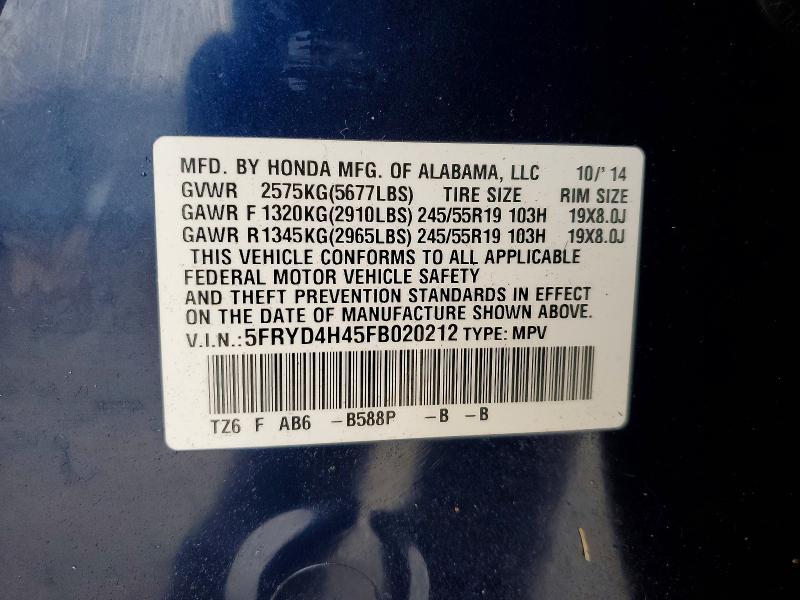 MFD. BY HONDA MFG. OF ALABAMA, LLC 10/'14
GVWR 2575KG(5677LBS) TIRE SIZE RIM SIZE
GAWR F 1320KG(2910LBS) 245/55R19 103H 19X8.0J
GAWR R1345KG(2965LBS) 245/55R19 103H 19X8.0J
THIS VEHICLE CONFORMS TO ALL APPLICABLE
FEDERAL MOTOR VEHICLE SAFETY
AND THEFT PREVENTION STANDARDS IN EFFECT
ON THE DATE OF MANUFACTURE SHOWN ABOVE.
V.I.N.:5FRYD4H45FB020212 TYPE: MPV
TZ6 F AB6 -B588P -B -B